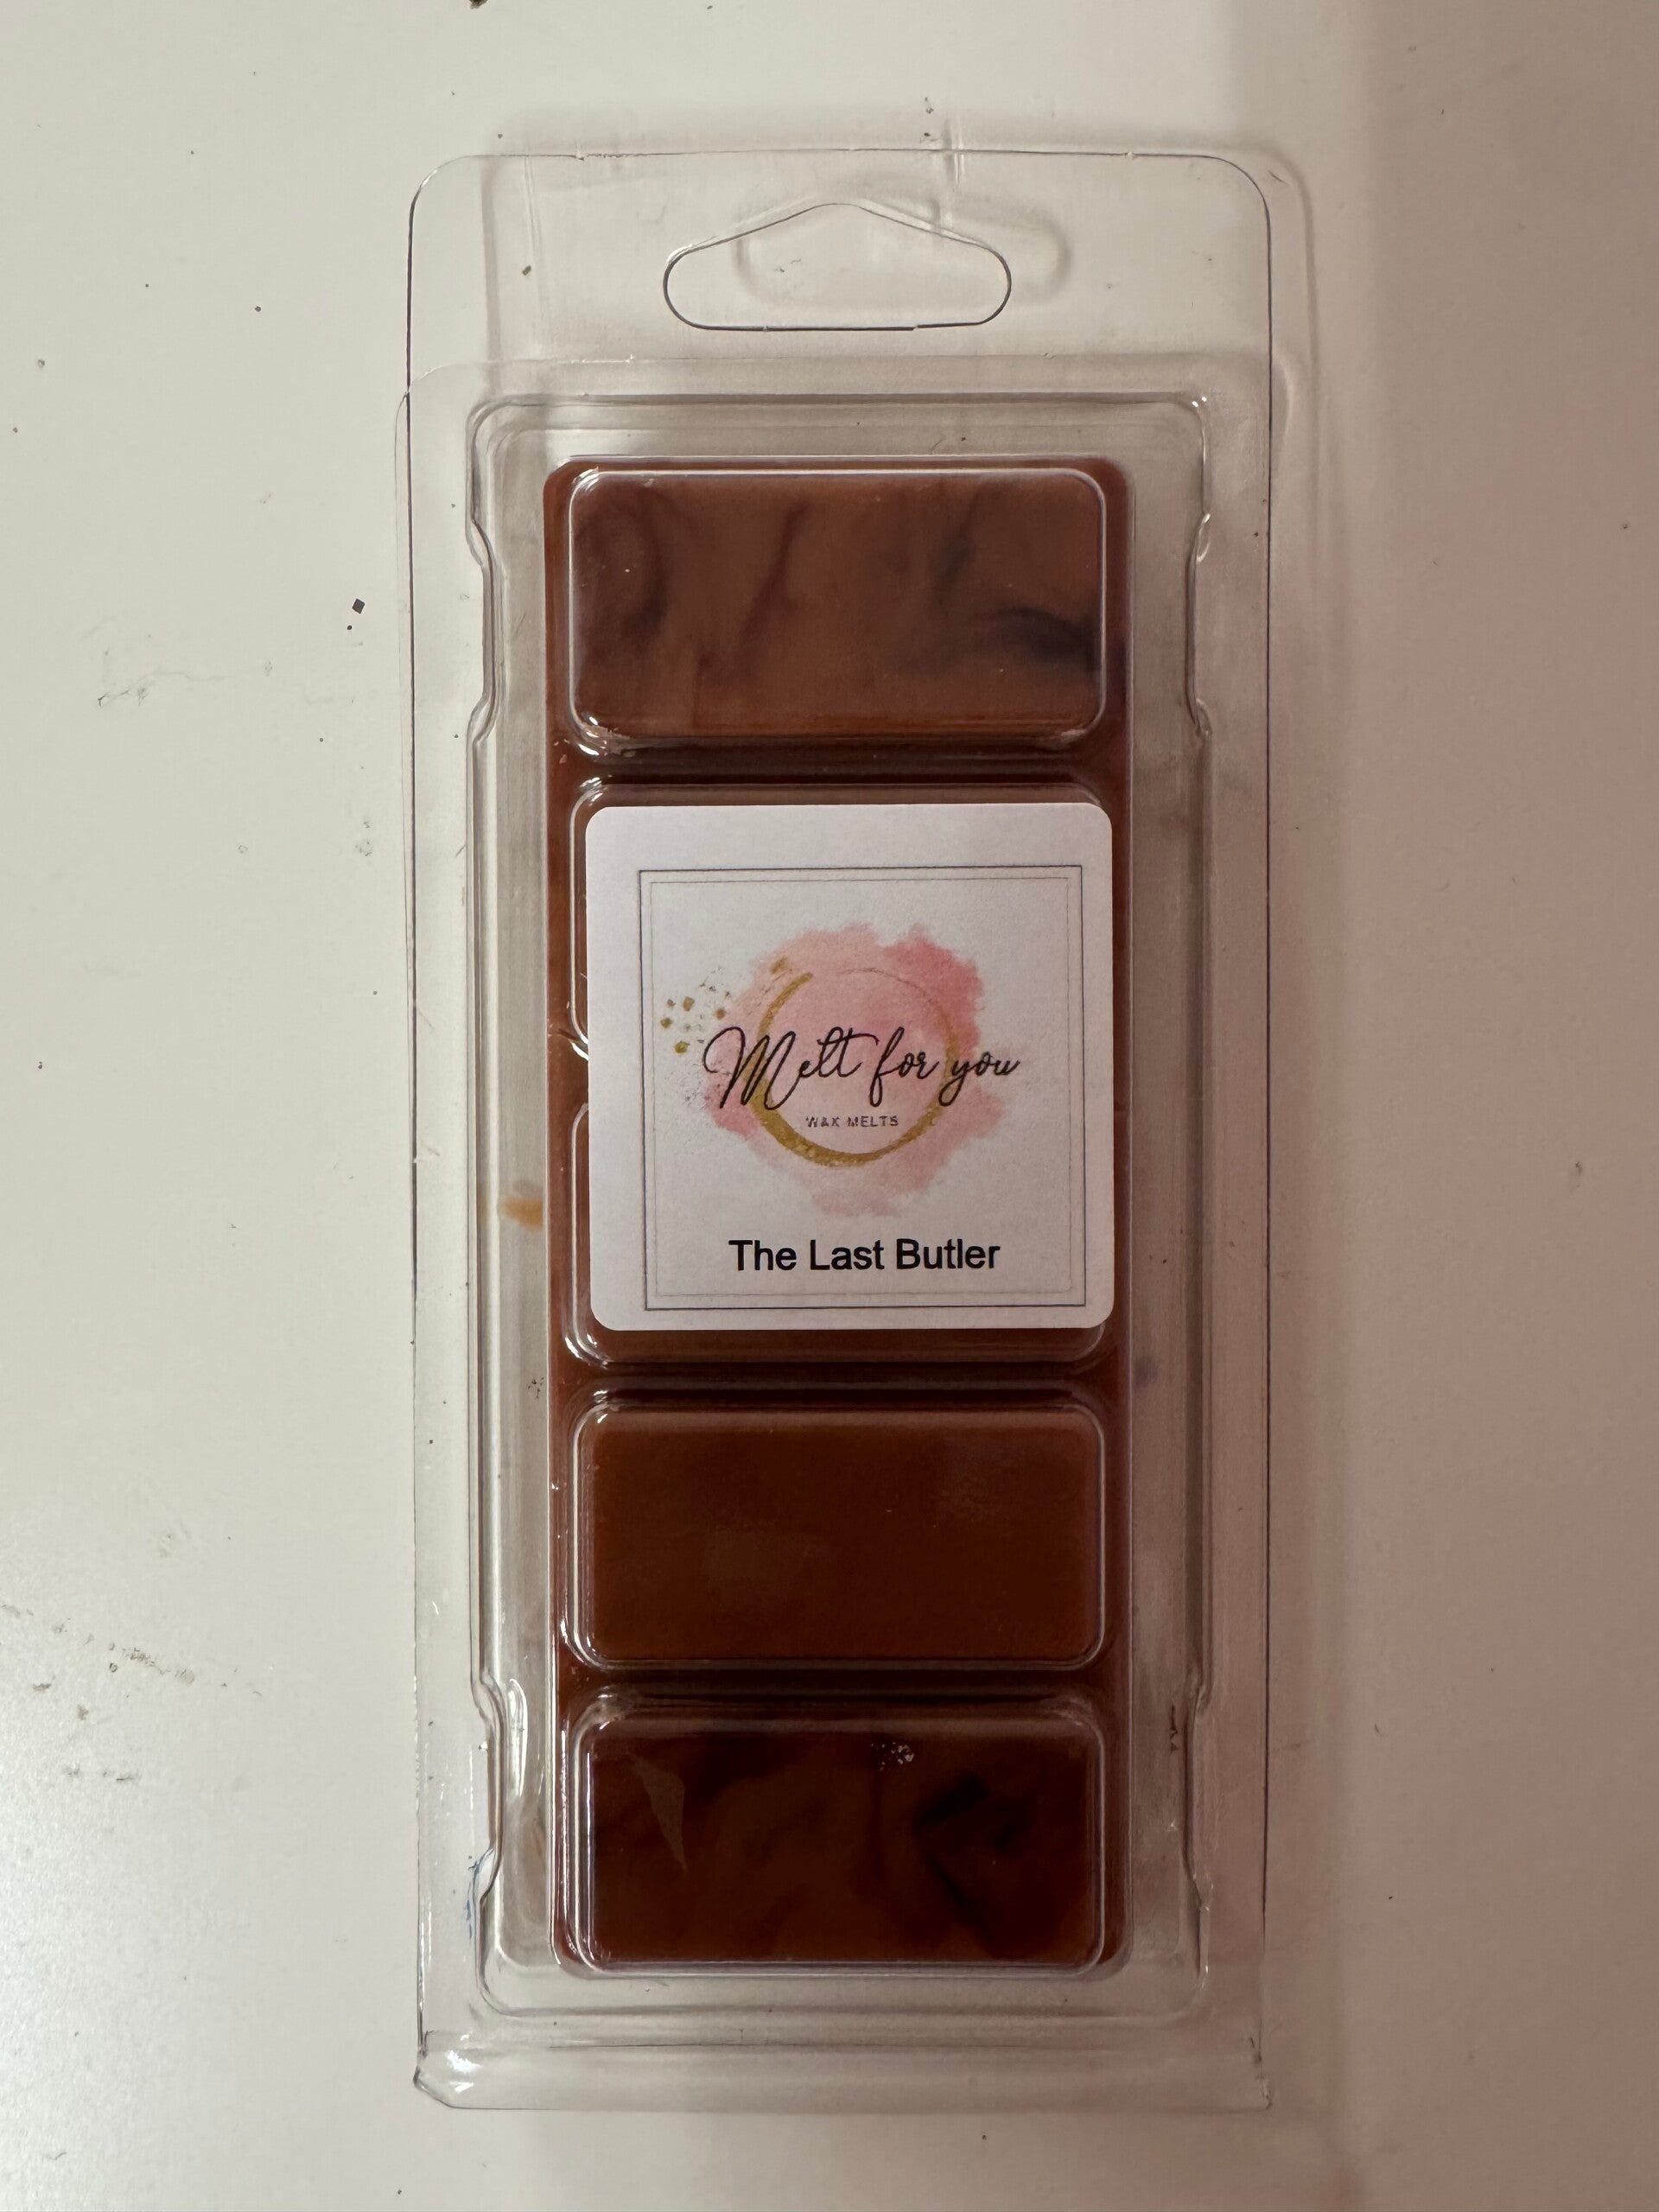 Melt for you
WAX MELTS
The Last Butler